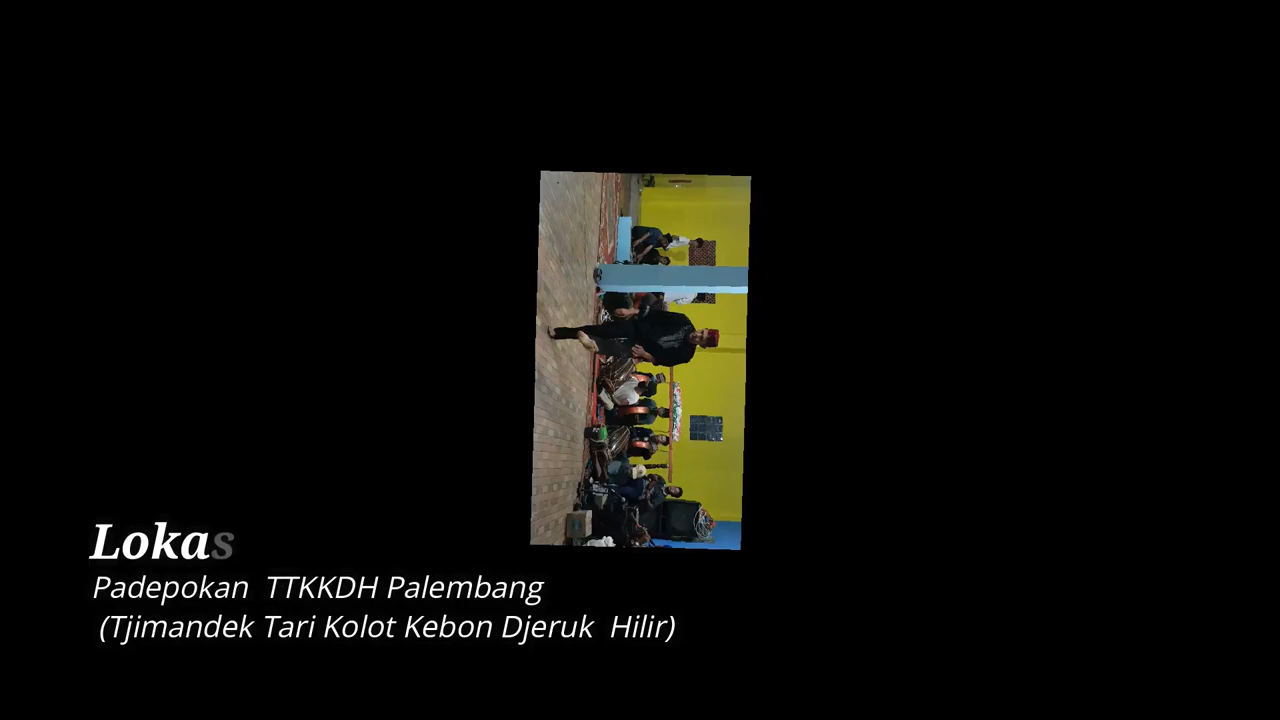 Lokas
Padepokan TTKKDH Palembang
(Tjimandek Tari Kolot Kebon Djeruk Hilir)